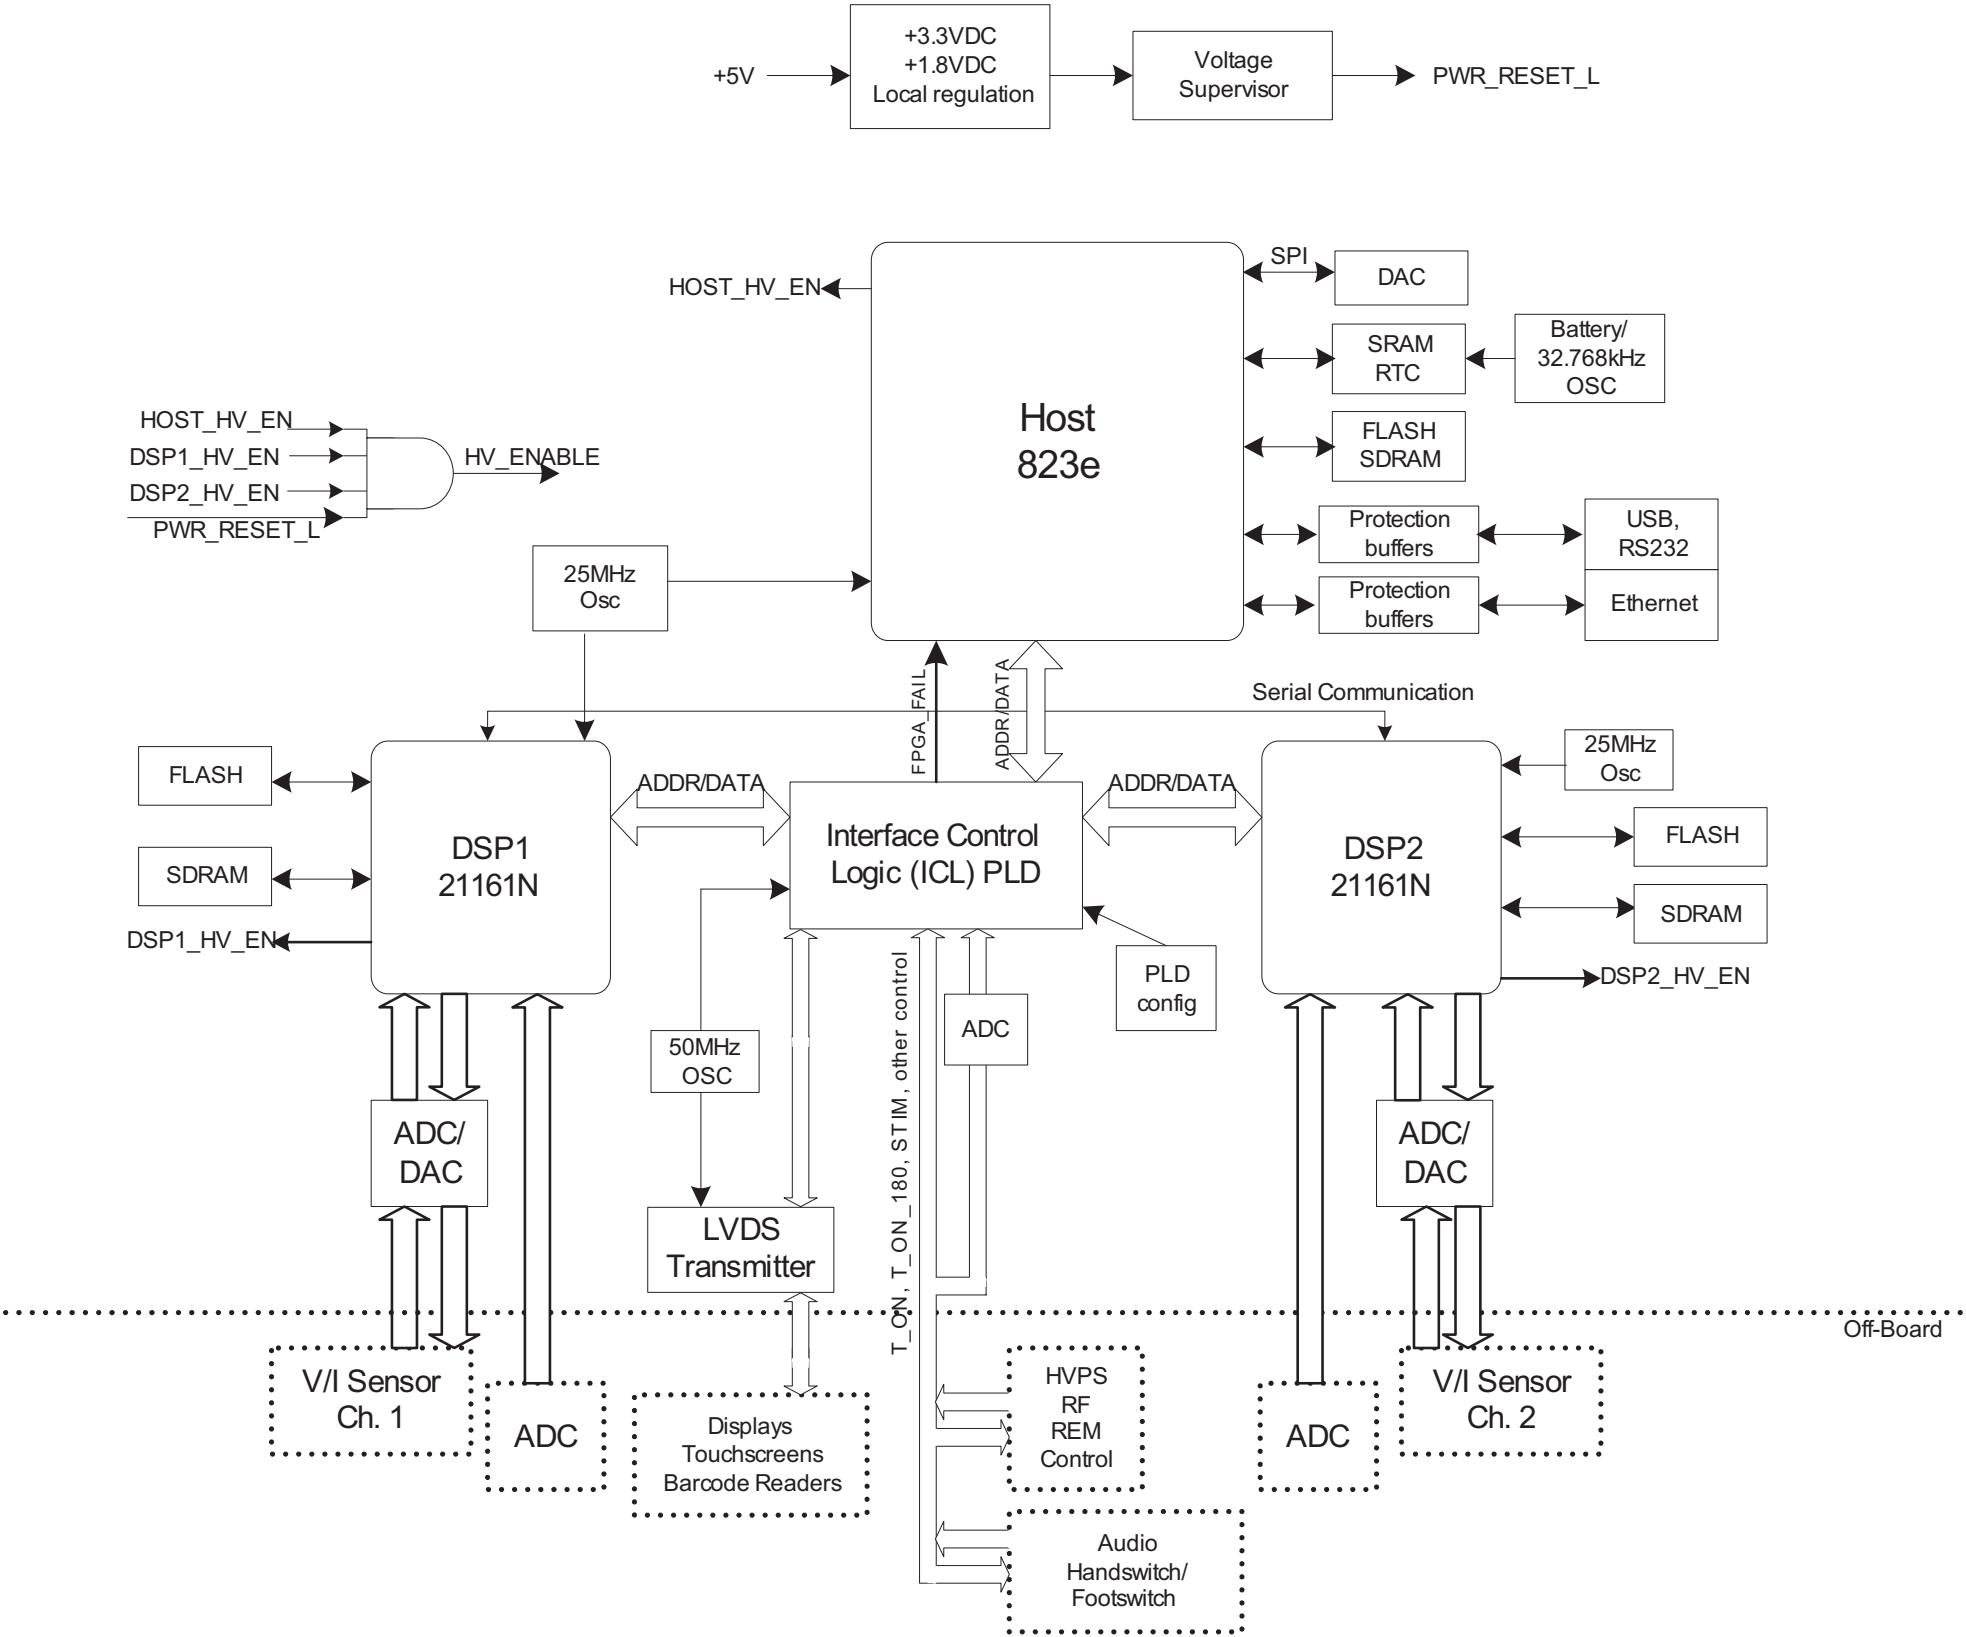 +3.3VDC
+1.8VDC
Local regulation
+5V
Voltage
Supervisor
PWR_RESET_L
HOST_HV_EN
Host
823e
SPI
DAC
SRAM
RTC
Battery/
32.768kHz
OSC
FLASH
SDRAM
Protection
buffers
USB,
RS232
Protection
buffers
Ethernet
HOST_HV_EN
DSP1_HV_EN
DSP2_HV_EN
PWR_RESET_L
HV_ENABLE
25MHz
Osc
FPGA_FAIL
ADDR/DATA
Serial Communication
FLASH
SDRAM
DSP1_HV_EN
DSP1
21161N
ADDR/DATA
Interface Control
Logic (ICL) PLD
ADDR/DATA
DSP2
21161N
25MHz
Osc
FLASH
SDRAM
DSP2_HV_EN
PLD
config
ADC
50MHz
OSC
T_ON, T_ON_180, STIM, other control
ADC/
DAC
ADC/
DAC
LVDS
Transmitter
Off-Board
V/I Sensor
Ch. 1
ADC
Displays
Touchscreens
Barcode Readers
HVPS
RF
REM
Control
ADC
V/I Sensor
Ch. 2
Audio
Handswitch/
Footswitch